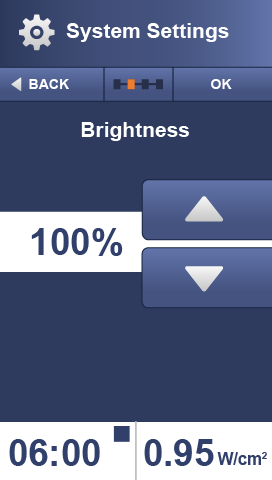 System Settings
BACK
OK
Brightness
100%
06:00
0.95 W/cm²